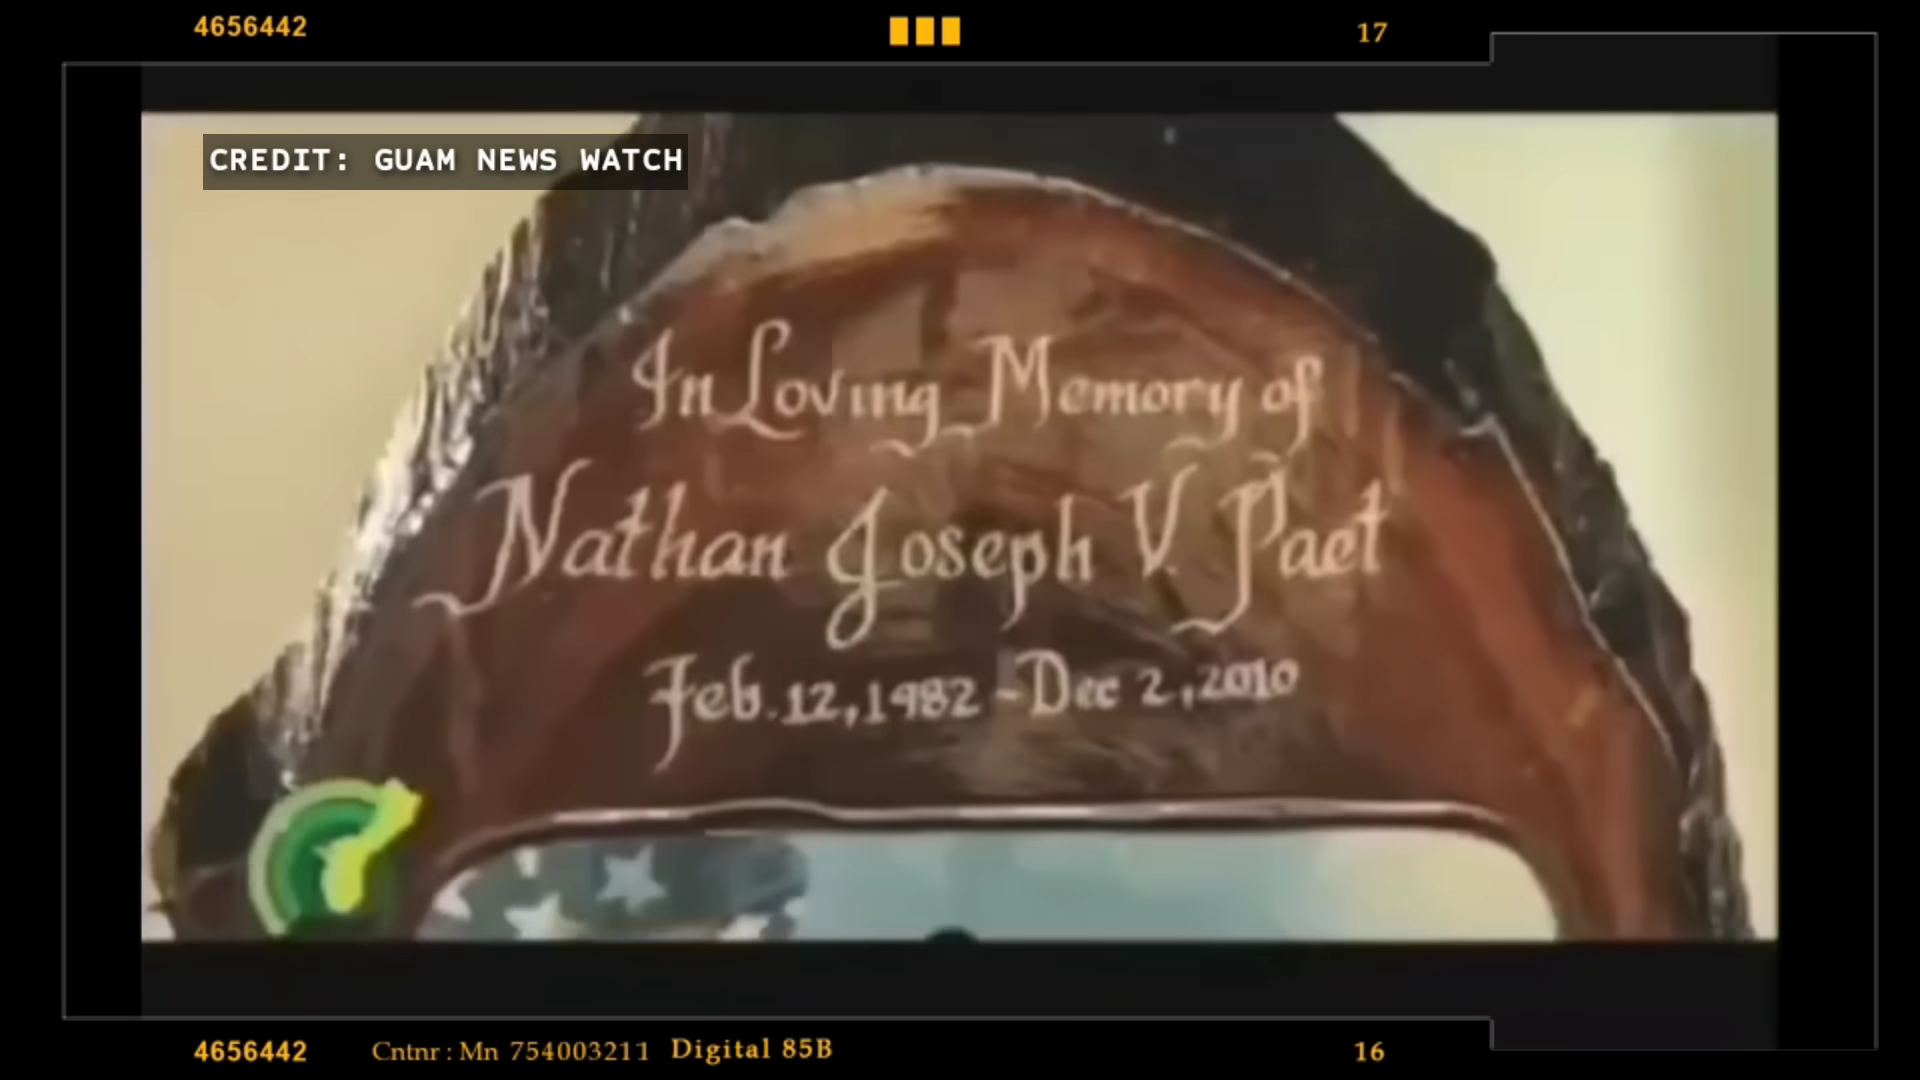 4656442
17
CREDIT: GUAM NEWS WATCH
In Loving Memory of
Nathan Joseph V. Paet
Feb. 12, 1982 ~ Dec 2, 2010
4656442 Cntnr : Mn 754003211 Digital 85B 16